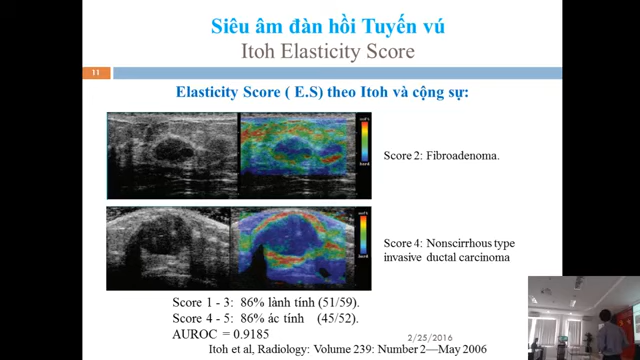 Siêu âm đàn hồi Tuyến vú
Itoh Elasticity Score
11
Elasticity Score ( E.S) theo Itoh và cộng sự:
Score 2: Fibroadenoma.
Score 4: Nonscirrhous type
invasive ductal carcinoma
Score 1 - 3: 86% lành tính (51/59).
Score 4 - 5: 86% ác tính (45/52).
AUROC = 0.9185
2/25/2016
Itoh et al, Radiology: Volume 239: Number 2—May 2006